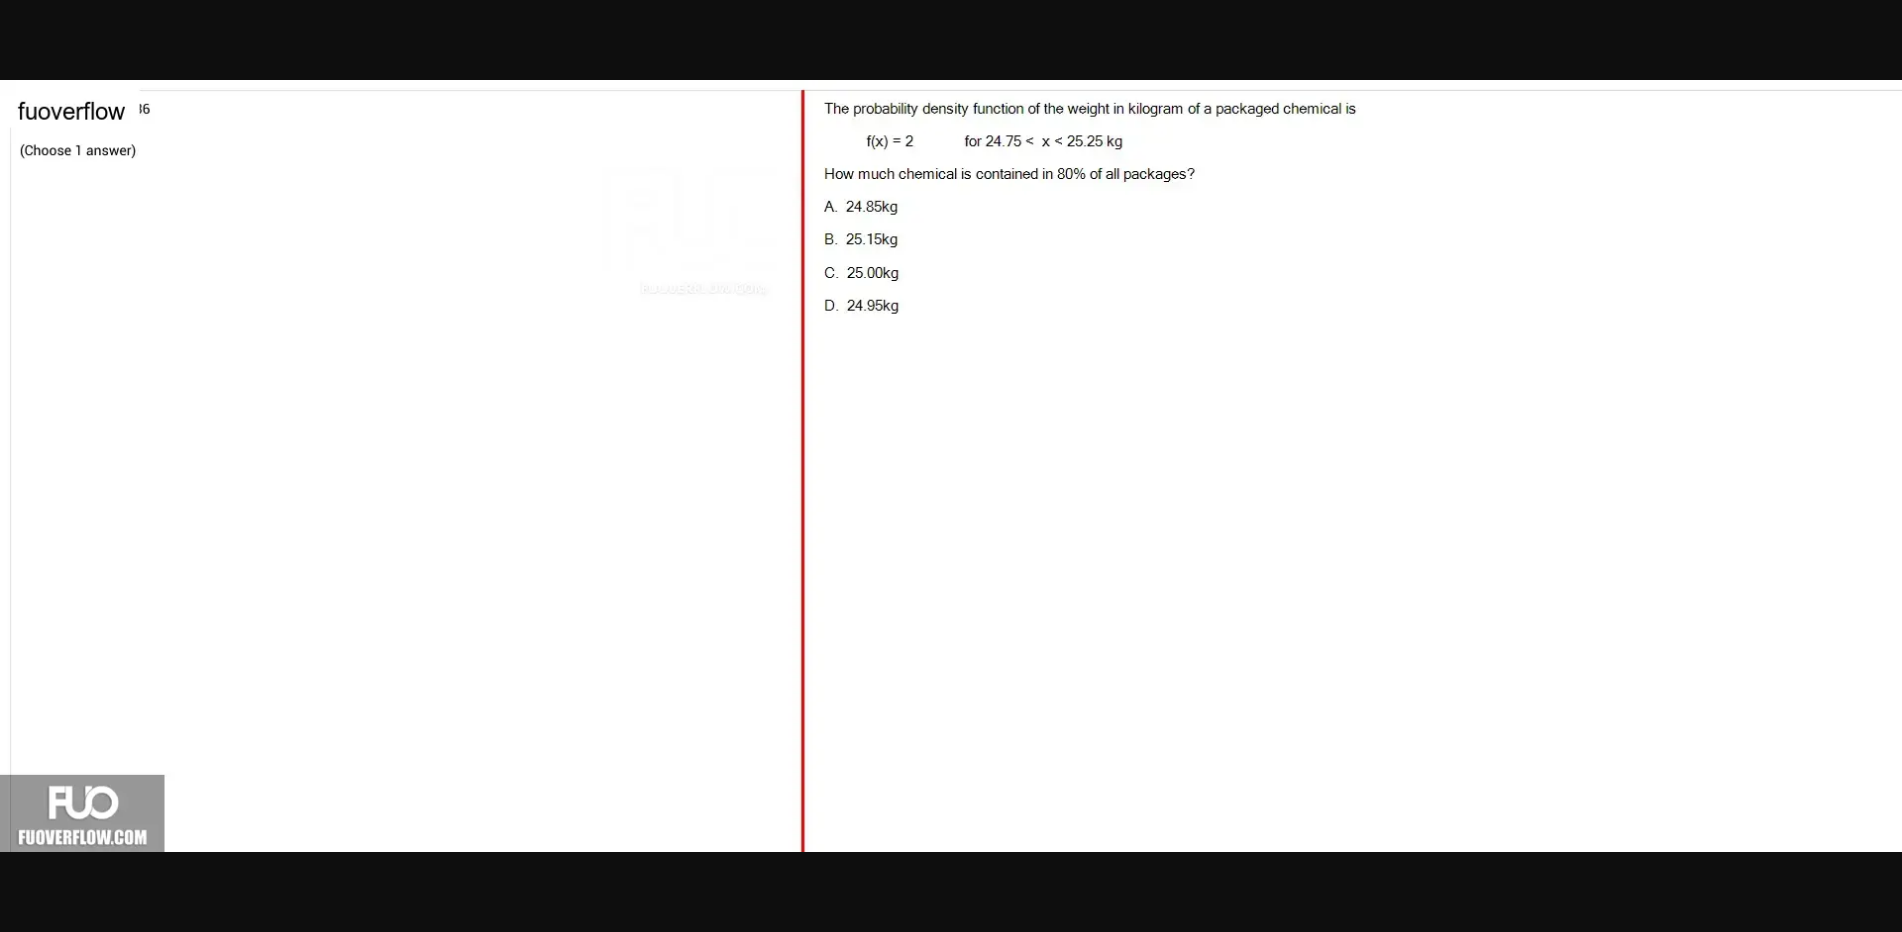 fuoverflow 16
(Choose 1 answer)
The probability density function of the weight in kilogram of a packaged chemical is
f(x) = 2 for 24.75 < x < 25.25 kg
How much chemical is contained in 80% of all packages?
A. 24.85kg
B. 25.15kg
C. 25.00kg
D. 24.95kg
FUOVERFLOW.COM
FUO
FUOVERFLOW.COM